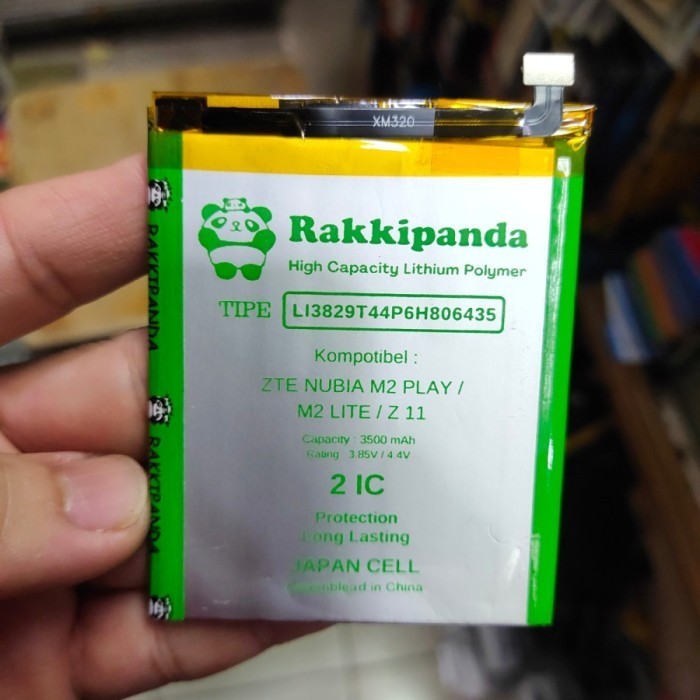 XM320
Rakkipanda
High Capacity Lithium Polymer
TIPE LI3829T44P6H806435
Kompotibel :
ZTE NUBIA M2 PLAY /
M2 LITE / Z 11
Capacity : 3500 mAh
Rating : 3.85V / 4.4V
2 IC
Protection
Long Lasting
JAPAN CELL
Assemblead in China
RAKKIPANDA
RAKKIPANDA